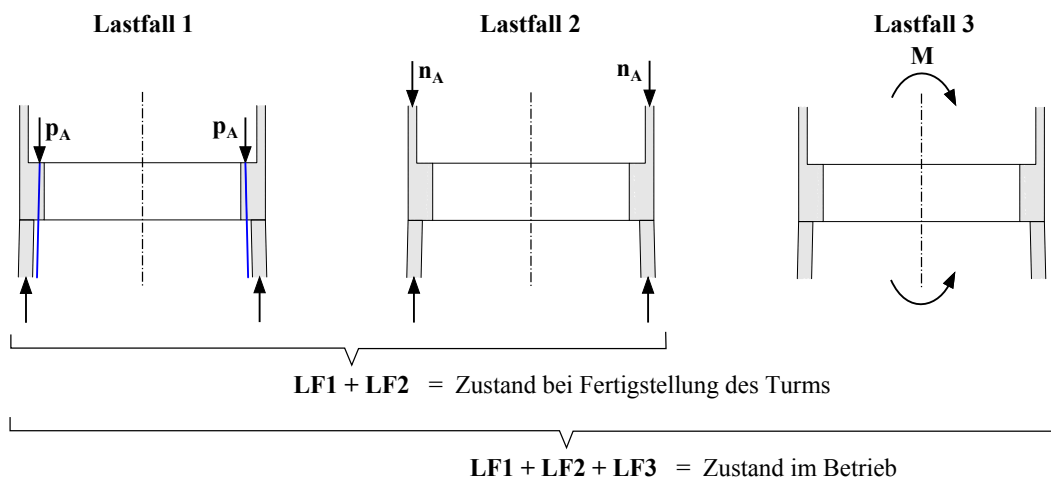 Lastfall 1
Lastfall 2
Lastfall 3
M
n_A
n_A
p_A
p_A
LF1 + LF2 = Zustand bei Fertigstellung des Turms
LF1 + LF2 + LF3 = Zustand im Betrieb